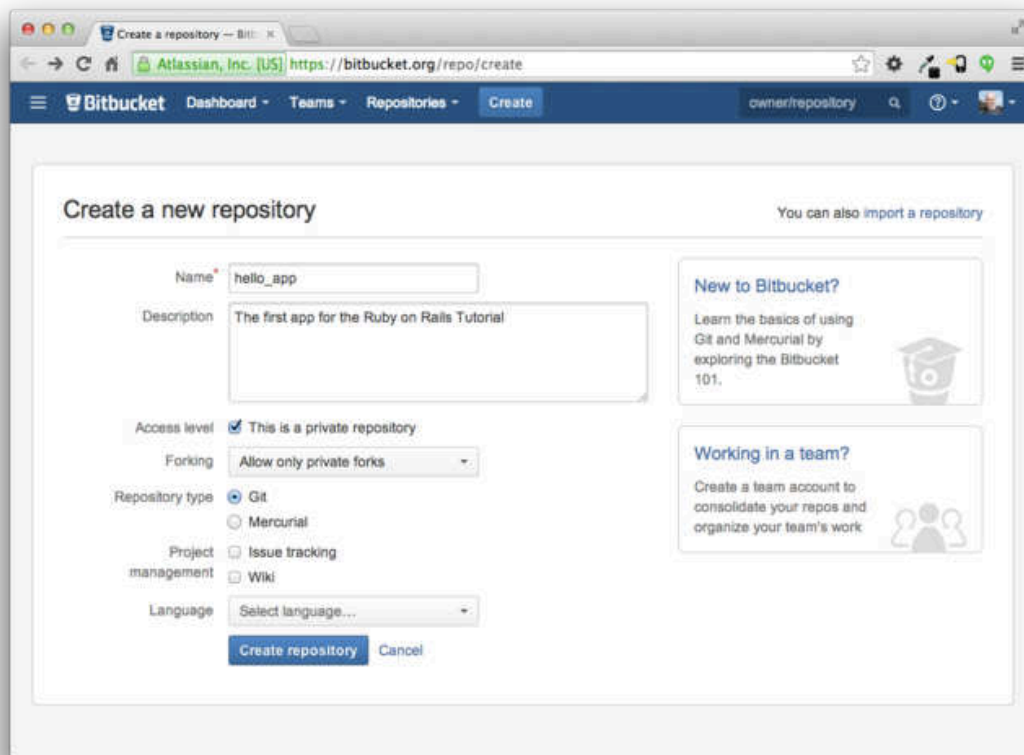 Create a repository — Bitb
Atlassian, Inc. [US] https://bitbucket.org/repo/create
Bitbucket Dashboard Teams Repositories Create owner/repository
Create a new repository
You can also import a repository
Name*
hello_app
Description
The first app for the Ruby on Rails Tutorial
Access level
This is a private repository
Forking
Allow only private forks
Repository type
Git
Mercurial
Project
management
Issue tracking
Wiki
Language
Select language...
Create repository Cancel
New to Bitbucket?
Learn the basics of using
Git and Mercurial by
exploring the Bitbucket
101.
Working in a team?
Create a team account to
consolidate your repos and
organize your team's work